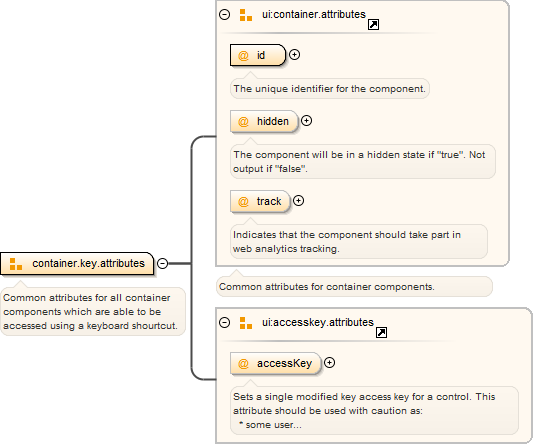 ui:container.attributes
@ id
The unique identifier for the component.
@ hidden
The component will be in a hidden state if "true". Not
output if "false".
@ track
Indicates that the component should take part in
web analytics tracking.
container.key.attributes
Common attributes for all container
components which are able to be
accessed using a keyboard shourtcut.
Common attributes for container components.
ui:accesskey.attributes
@ accessKey
Sets a single modified key access key for a control. This
attribute should be used with caution as:
* some user...